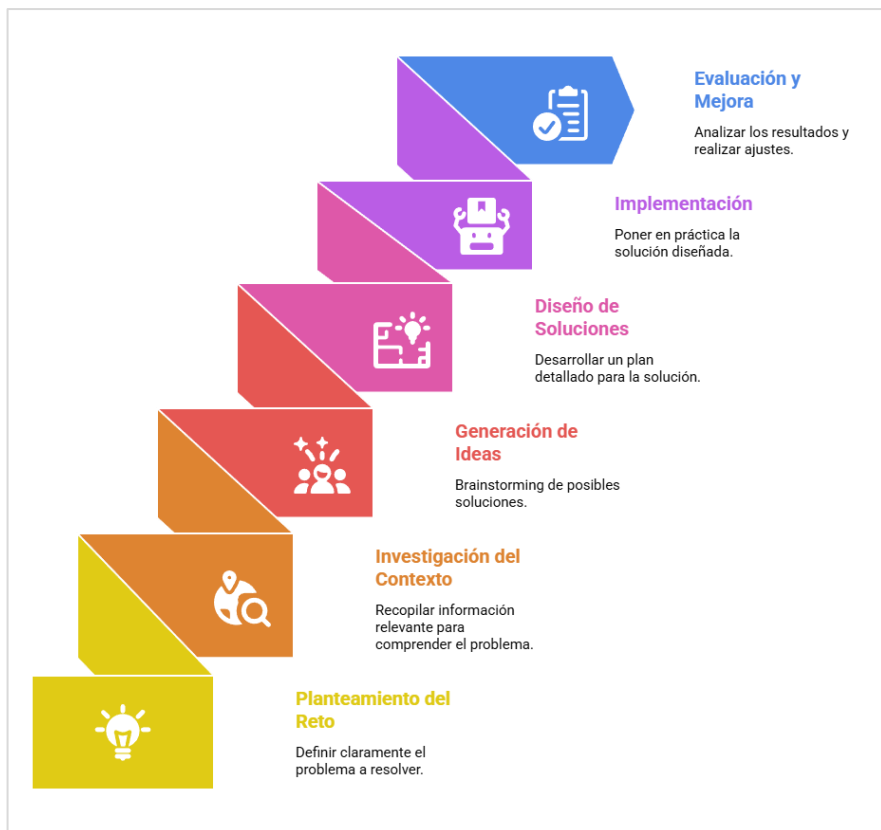 Evaluación y
Mejora
Analizar los resultados y
realizar ajustes.
Implementación
Poner en práctica la
solución diseñada.
Diseño de
Soluciones
Desarrollar un plan
detallado para la solución.
Generación de
Ideas
Brainstorming de posibles
soluciones.
Investigación del
Contexto
Recopilar información
relevante para
comprender el problema.
Planteamiento del
Reto
Definir claramente el
problema a resolver.